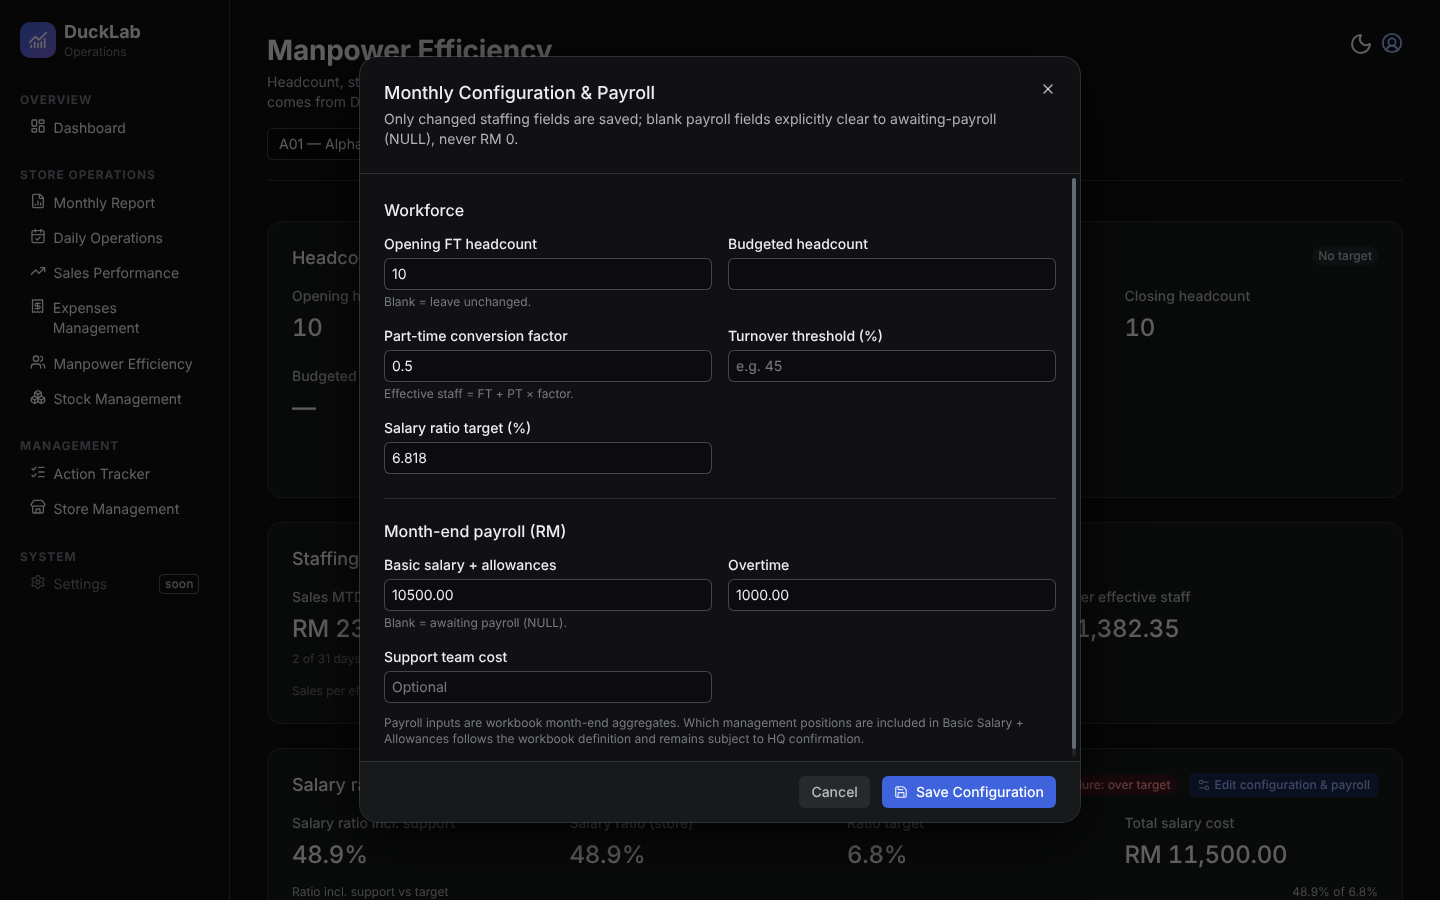 DuckLab
Operations
OVERVIEW
Dashboard
STORE OPERATIONS
Monthly Report
Daily Operations
Sales Performance
Expenses
Management
Manpower Efficiency
Stock Management
MANAGEMENT
Action Tracker
Store Management
SYSTEM
Settings soon
Manpower Efficiency
Headcount,
comes from
A01 — Alpha
No target
Opening
10
Budgeted
—
Closing headcount
10
Staffing
Sales MTD
RM
2 of 31 days
Sales per
effective staff
1,382.35
Salary
over target
Edit configuration & payroll
Salary ratio incl. support
48.9%
Salary ratio (store)
48.9%
Ratio target
6.8%
Total salary cost
RM 11,500.00
Ratio incl. support vs target
48.9% of 6.8%
Monthly Configuration & Payroll
Only changed staffing fields are saved; blank payroll fields explicitly clear to awaiting-payroll
(NULL), never RM 0.
Workforce
Opening FT headcount
10
Blank = leave unchanged.
Budgeted headcount
Part-time conversion factor
0.5
Effective staff = FT + PT × factor.
Turnover threshold (%)
e.g. 45
Salary ratio target (%)
6.818
Month-end payroll (RM)
Basic salary + allowances
10500.00
Blank = awaiting payroll (NULL).
Overtime
1000.00
Support team cost
Optional
Payroll inputs are workbook month-end aggregates. Which management positions are included in Basic Salary +
Allowances follows the workbook definition and remains subject to HQ confirmation.
Cancel
Save Configuration